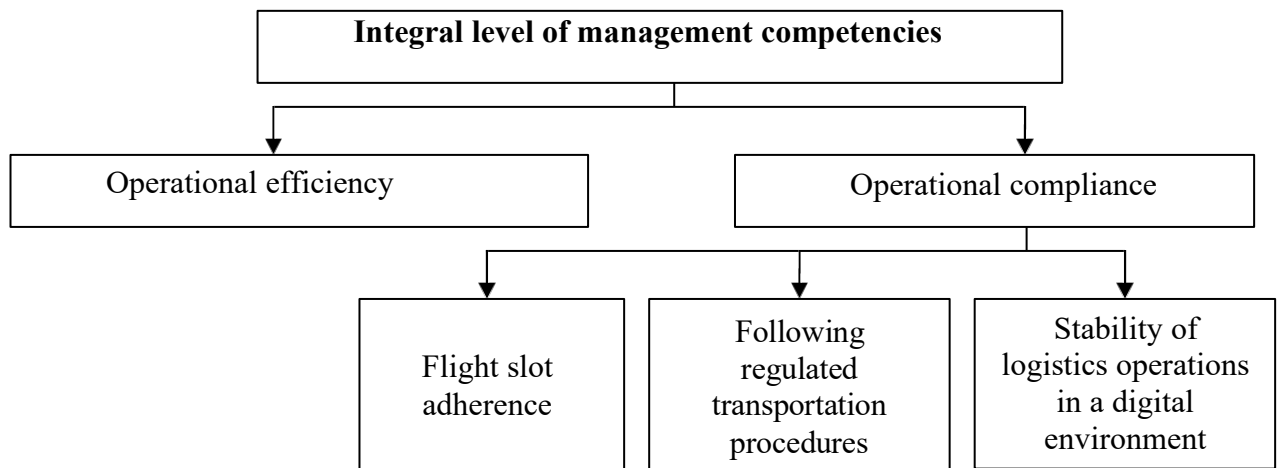 Integral level of management competencies
Operational efficiency
Operational compliance
Flight slot
adherence
Following
regulated
transportation
procedures
Stability of
logistics operations
in a digital
environment